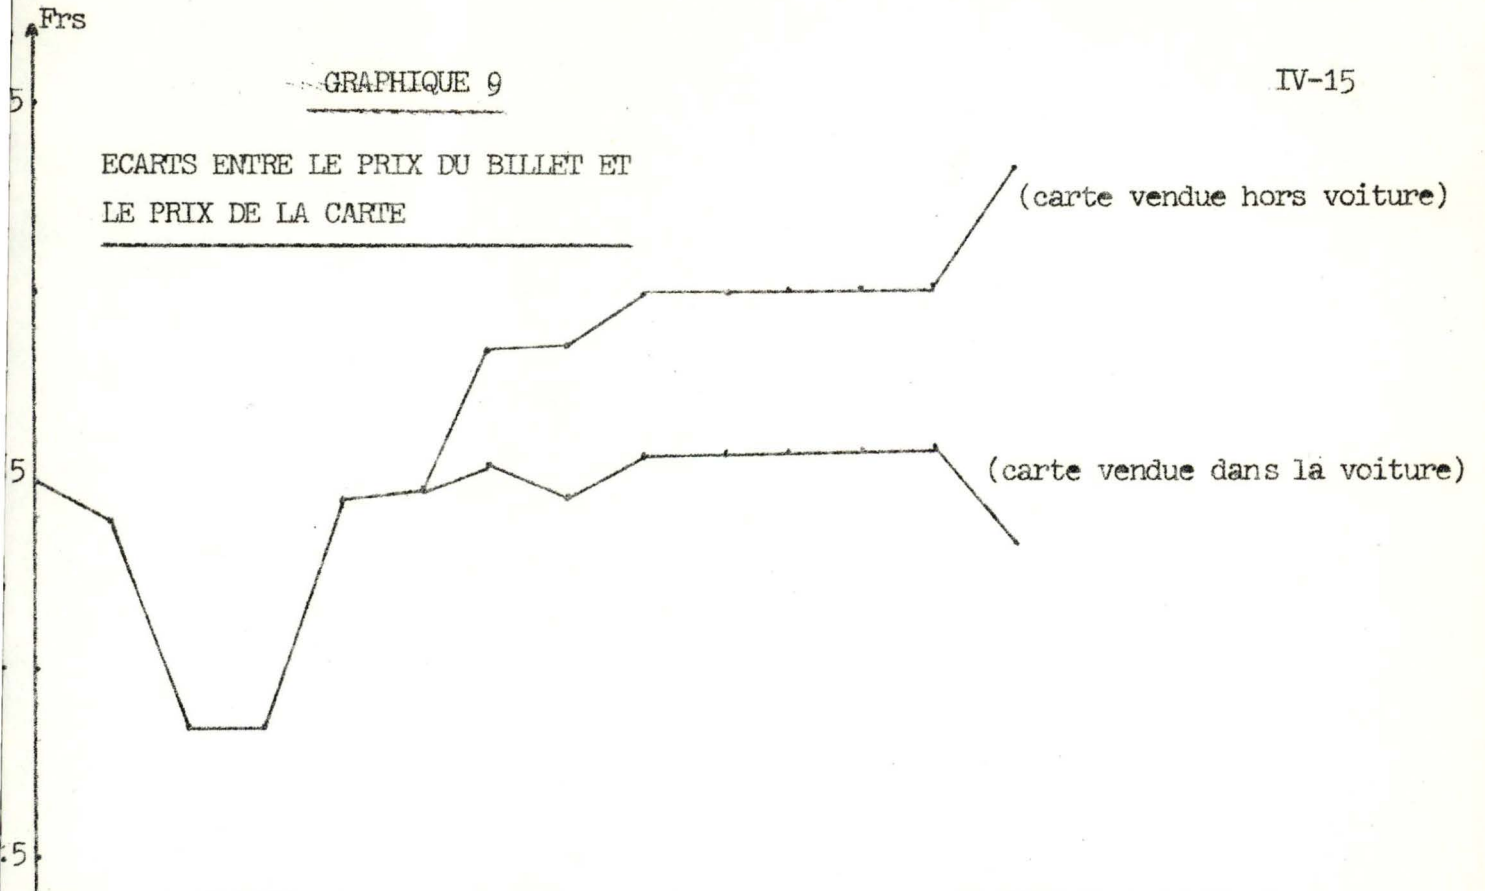 Frs
GRAPHIQUE 9
IV-15
5
ECARTS ENTRE LE PRIX DU BILLET ET
LE PRIX DE LA CARTE
(carte vendue hors voiture)
5
(carte vendue dans la voiture)
5